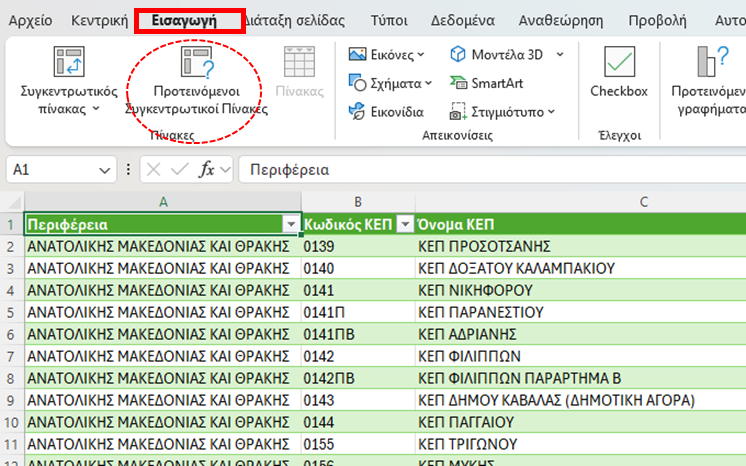 Αρχείο Κεντρική Εισαγωγή Διάταξη σελίδας Τύποι Δεδομένα Αναθεώρηση Προβολή Αυτο
Συγκεντρωτικός πίνακας
Προτεινόμενοι Συγκεντρωτικοί Πίνακες
Πίνακας
Πίνακες
Εικόνες
Σχήματα
Εικονίδια
Μοντέλα 3D
SmartArt
Στιγμιότυπο
Απεικονίσεις
Checkbox
Έλεγχοι
Προτεινόμεν
γραφήματα
A1 fx Περιφέρεια
A B C
1 Περιφέρεια Κωδικός ΚΕΠ Όνομα ΚΕΠ
2 ΑΝΑΤΟΛΙΚΗΣ ΜΑΚΕΔΟΝΙΑΣ ΚΑΙ ΘΡΑΚΗΣ 0139 ΚΕΠ ΠΡΟΣΟΤΣΑΝΗΣ
3 ΑΝΑΤΟΛΙΚΗΣ ΜΑΚΕΔΟΝΙΑΣ ΚΑΙ ΘΡΑΚΗΣ 0140 ΚΕΠ ΔΟΞΑΤΟΥ ΚΑΛΑΜΠΑΚΙΟΥ
4 ΑΝΑΤΟΛΙΚΗΣ ΜΑΚΕΔΟΝΙΑΣ ΚΑΙ ΘΡΑΚΗΣ 0141 ΚΕΠ ΝΙΚΗΦΟΡΟΥ
5 ΑΝΑΤΟΛΙΚΗΣ ΜΑΚΕΔΟΝΙΑΣ ΚΑΙ ΘΡΑΚΗΣ 0141Π ΚΕΠ ΠΑΡΑΝΕΣΤΙΟΥ
6 ΑΝΑΤΟΛΙΚΗΣ ΜΑΚΕΔΟΝΙΑΣ ΚΑΙ ΘΡΑΚΗΣ 0141ΠΒ ΚΕΠ ΑΔΡΙΑΝΗΣ
7 ΑΝΑΤΟΛΙΚΗΣ ΜΑΚΕΔΟΝΙΑΣ ΚΑΙ ΘΡΑΚΗΣ 0142 ΚΕΠ ΦΙΛΙΠΠΩΝ
8 ΑΝΑΤΟΛΙΚΗΣ ΜΑΚΕΔΟΝΙΑΣ ΚΑΙ ΘΡΑΚΗΣ 0142ΠΒ ΚΕΠ ΦΙΛΙΠΠΩΝ ΠΑΡΑΡΤΗΜΑ Β
9 ΑΝΑΤΟΛΙΚΗΣ ΜΑΚΕΔΟΝΙΑΣ ΚΑΙ ΘΡΑΚΗΣ 0143 ΚΕΠ ΔΗΜΟΥ ΚΑΒΑΛΑΣ (ΔΗΜΟΤΙΚΗ ΑΓΟΡΑ)
10 ΑΝΑΤΟΛΙΚΗΣ ΜΑΚΕΔΟΝΙΑΣ ΚΑΙ ΘΡΑΚΗΣ 0144 ΚΕΠ ΠΑΓΓΑΙΟΥ
11 ΑΝΑΤΟΛΙΚΗΣ ΜΑΚΕΔΟΝΙΑΣ ΚΑΙ ΘΡΑΚΗΣ 0155 ΚΕΠ ΤΡΙΓΩΝΟΥ
12 ΑΝΑΤΟΛΙΚΗΣ ΜΑΚΕΔΟΝΙΑΣ ΚΑΙ ΘΡΑΚΗΣ 0156 ΚΕΠ ΜΥΚΗΣ